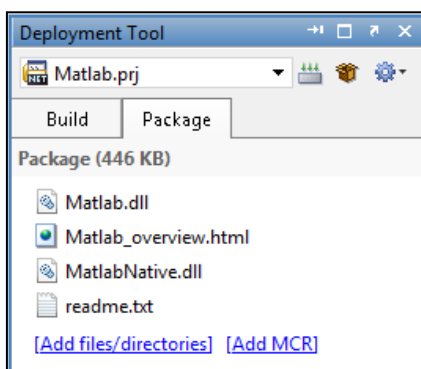 Deployment Tool
.NET Matlab.prj
Build Package
Package (446 KB)
Matlab.dll
Matlab_overview.html
MatlabNative.dll
readme.txt
[Add files/directories] [Add MCR]